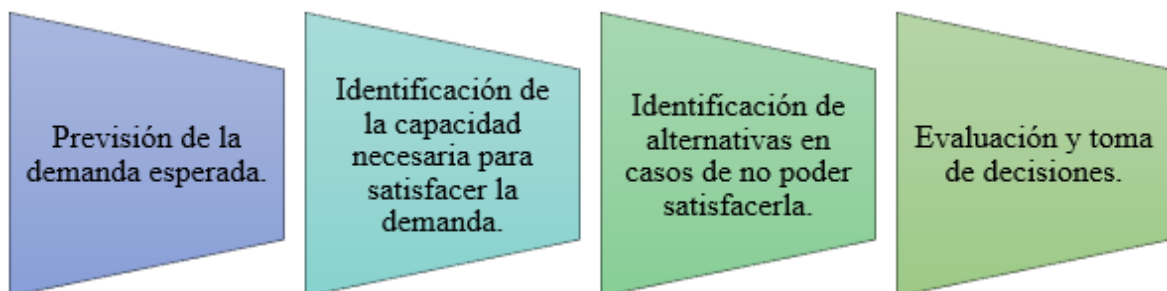 Previsión de la
demanda esperada.
Identificación de
la capacidad
necesaria para
satisfacer la
demanda.
Identificación de
alternativas en
casos de no poder
satisfacerla.
Evaluación y toma
de decisiones.